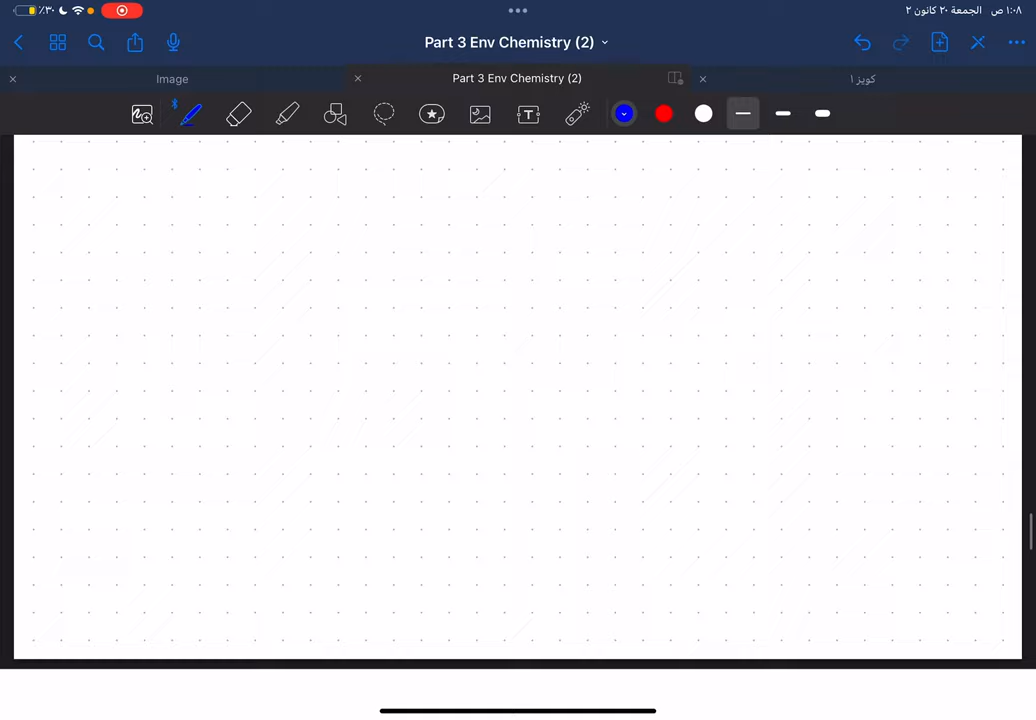 ١:٠٨ ص الجمعة ٢٠ كانون ٢
٪٣٠
Part 3 Env Chemistry (2)
Image
Part 3 Env Chemistry (2)
كويز ١
T